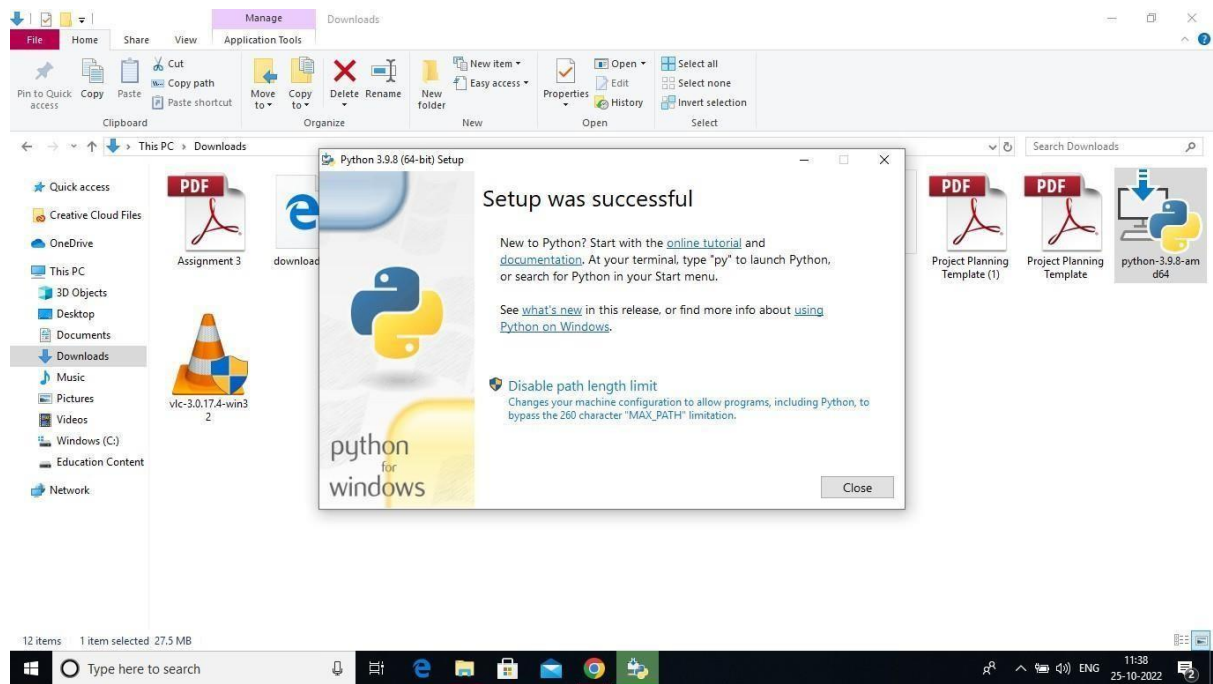 Manage
Downloads
File
Home
Share
View
Application Tools
Pin to Quick access
Copy
Paste
Cut
Copy path
Paste shortcut
Clipboard
Move to
Copy to
Delete
Rename
Organize
New folder
New item
Easy access
New
Properties
Open
Edit
History
Open
Select all
Select none
Invert selection
Select
This PC
Downloads
Search Downloads
Quick access
Creative Cloud Files
OneDrive
This PC
3D Objects
Desktop
Documents
Downloads
Music
Pictures
Videos
Windows (C:)
Education Content
Network
PDF
Assignment 3
download
vlc-3.0.17.4-win3
2
Python 3.9.8 (64-bit) Setup
Setup was successful
New to Python? Start with the online tutorial and
documentation. At your terminal, type "py" to launch Python,
or search for Python in your Start menu.
See what's new in this release, or find more info about using
Python on Windows.
Disable path length limit
Changes your machine configuration to allow programs, including Python, to
bypass the 260 character "MAX_PATH" limitation.
python
for
windows
Close
PDF
Project Planning
Template (1)
PDF
Project Planning
Template
python-3.9.8-am
d64
12 items
1 item selected 27.5 MB
Type here to search
ENG
11:38
25-10-2022
2